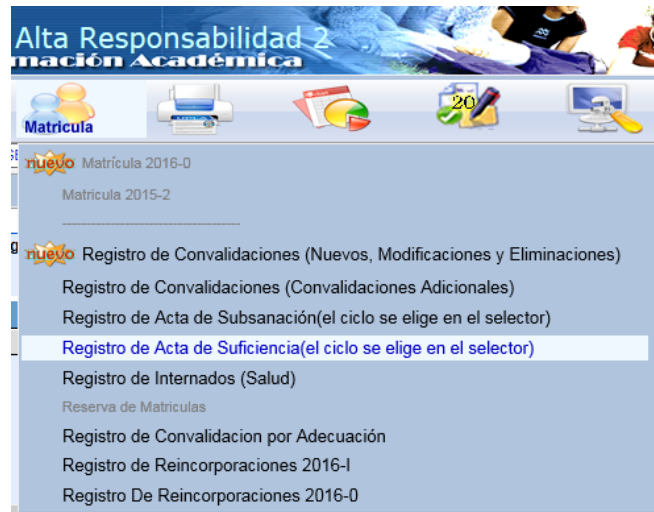 Alta Responsabilidad 2
mación Académica
20
Matricula
nuevo Matrícula 2016-0
Matricula 2015-2
nuevo Registro de Convalidaciones (Nuevos, Modificaciones y Eliminaciones)
Registro de Convalidaciones (Convalidaciones Adicionales)
Registro de Acta de Subsanación(el ciclo se elige en el selector)
Registro de Acta de Suficiencia(el ciclo se elige en el selector)
Registro de Internados (Salud)
Reserva de Matriculas
Registro de Convalidacion por Adecuación
Registro de Reincorporaciones 2016-I
Registro De Reincorporaciones 2016-0